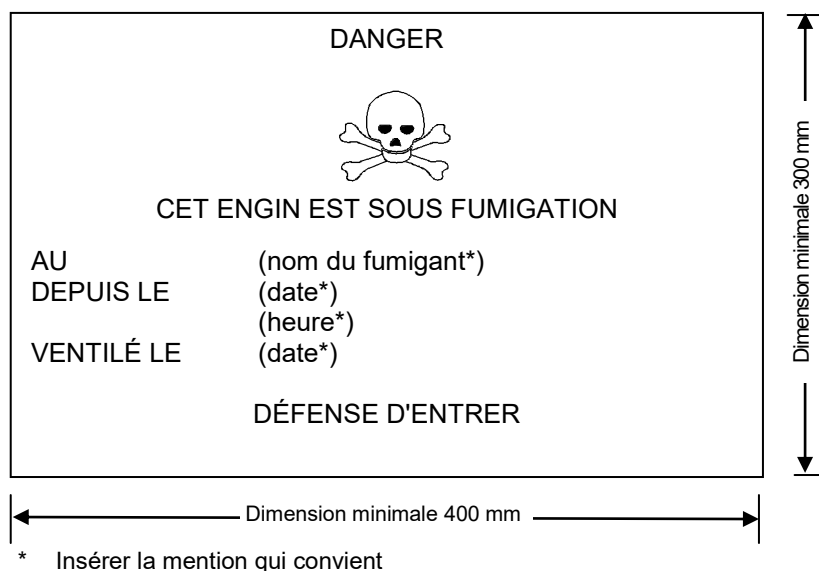 DANGER
CET ENGIN EST SOUS FUMIGATION
AU (nom du fumigant*)
DEPUIS LE (date*)
(heure*)
VENTILÉ LE (date*)
DÉFENSE D'ENTRER
Dimension minimale 300 mm
Dimension minimale 400 mm
* Insérer la mention qui convient